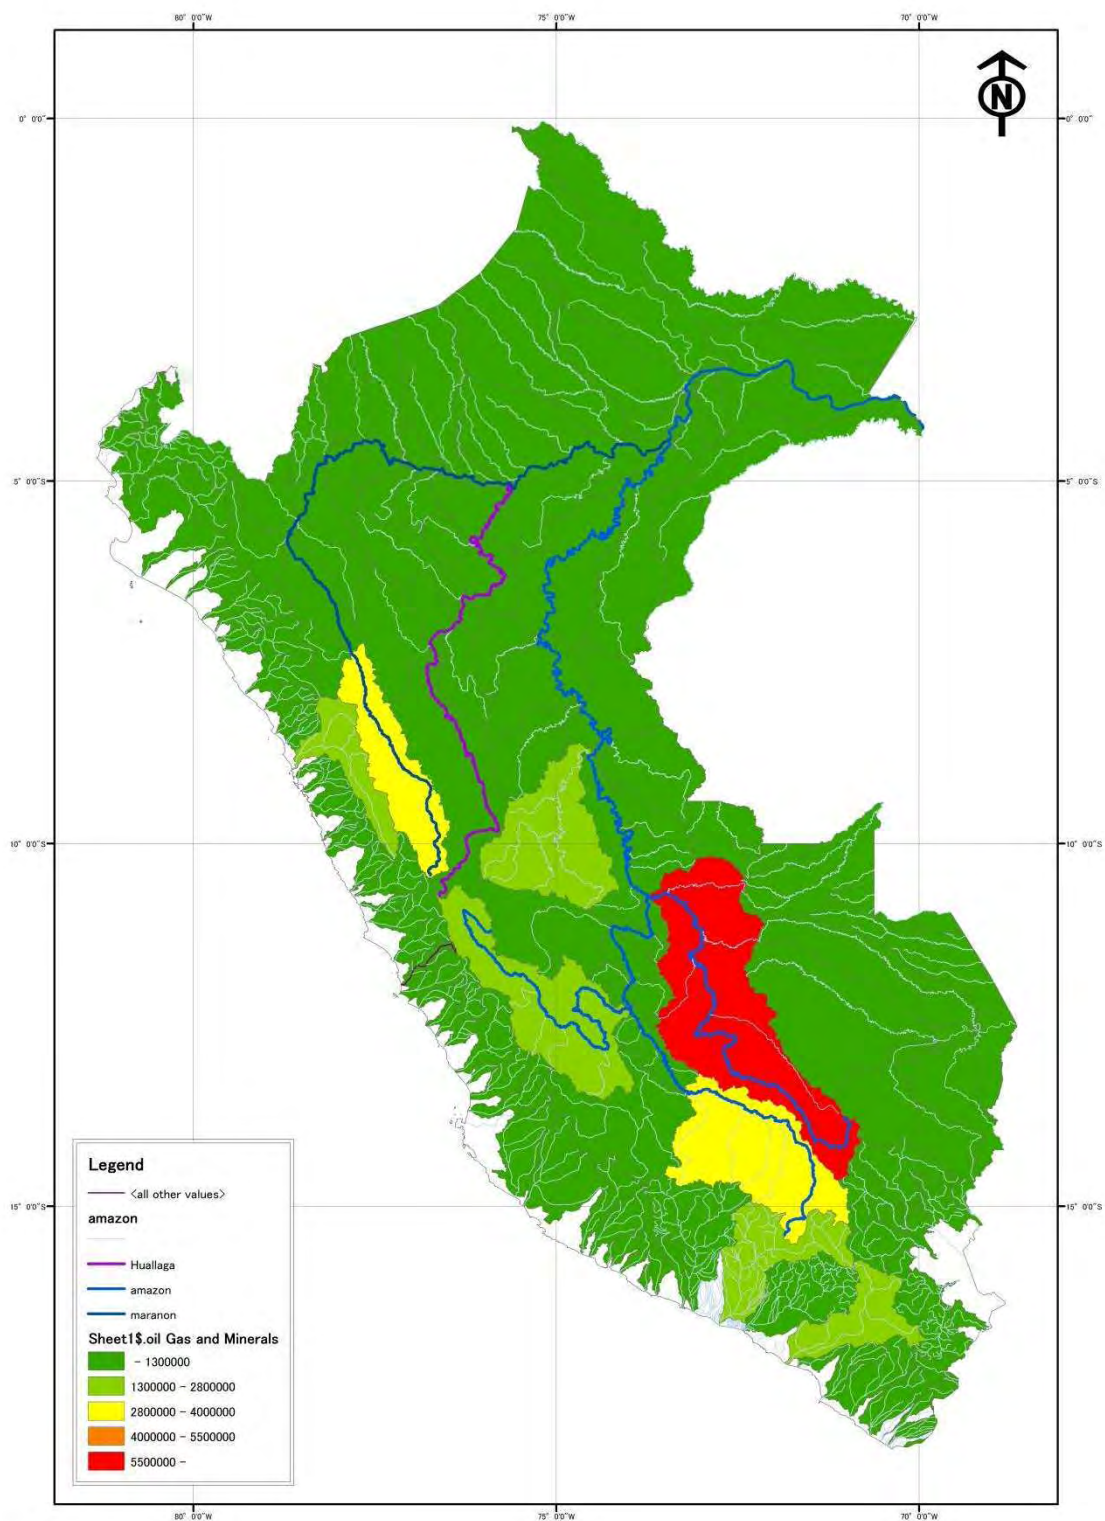 80° 0'0"W
75° 0'0"W
70° 0'0"W
N
0° 0'0"
0° 0'0"
5° 0'0"S
5° 0'0"S
10° 0'0"S
10° 0'0"S
Legend
<all other values>
15° 0'0"S
15° 0'0"S
amazon
Huallaga
amazon
maranon
Sheet1$.oil Gas and Minerals
- 1300000
1300000 - 2800000
2800000 - 4000000
4000000 - 5500000
5500000 -
80° 0'0"W
75° 0'0"W
70° 0'0"W